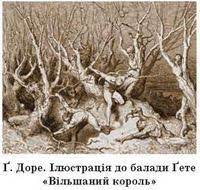 Ґ. Доре. Ілюстрація до балади Ґете
«Вільшаний король»